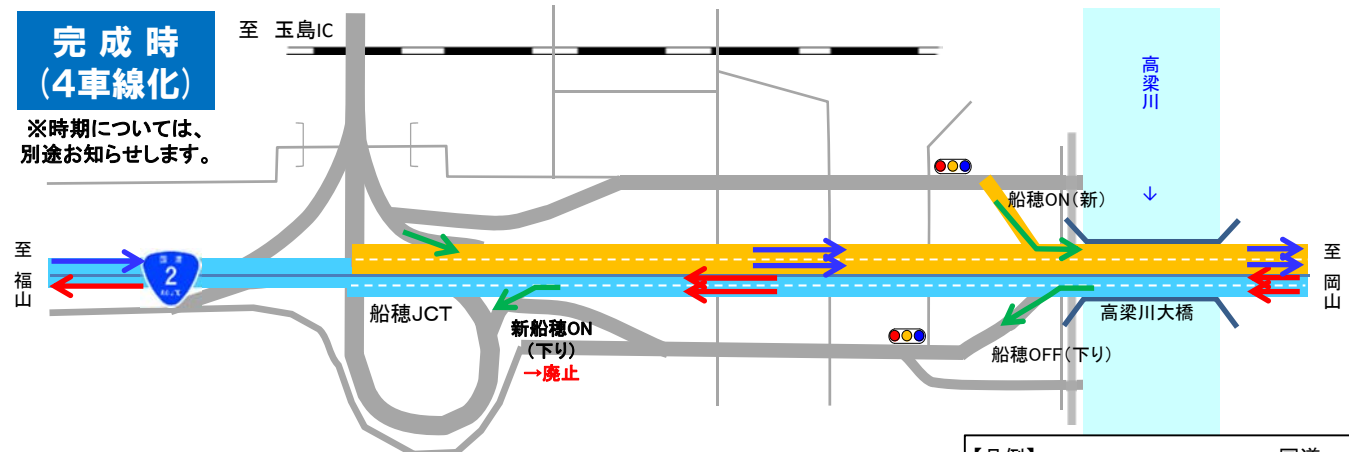 完成時
(4車線化)
※時期については、
別途お知らせします。
至 玉島IC
高梁川
↓
船穂ON(新)
至 福山
国道
2
至 岡山
船穂JCT
新船穂ON
(下り)
→廃止
高梁川大橋
船穂OFF(下り)